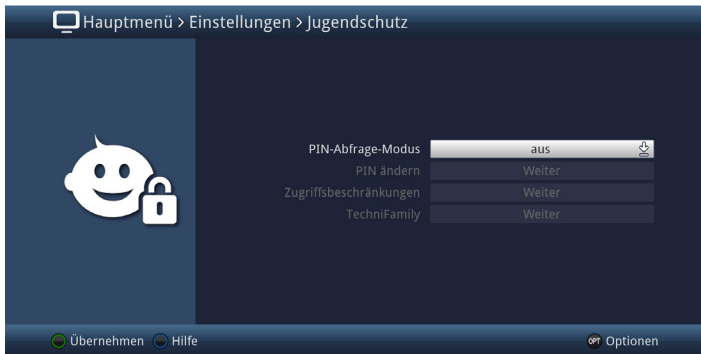 Hauptmenü > Einstellungen > Jugendschutz
PIN-Abfrage-Modus aus
PIN ändern Weiter
Zugriffsbeschränkungen Weiter
TechniFamily Weiter
Übernehmen Hilfe OPT Optionen